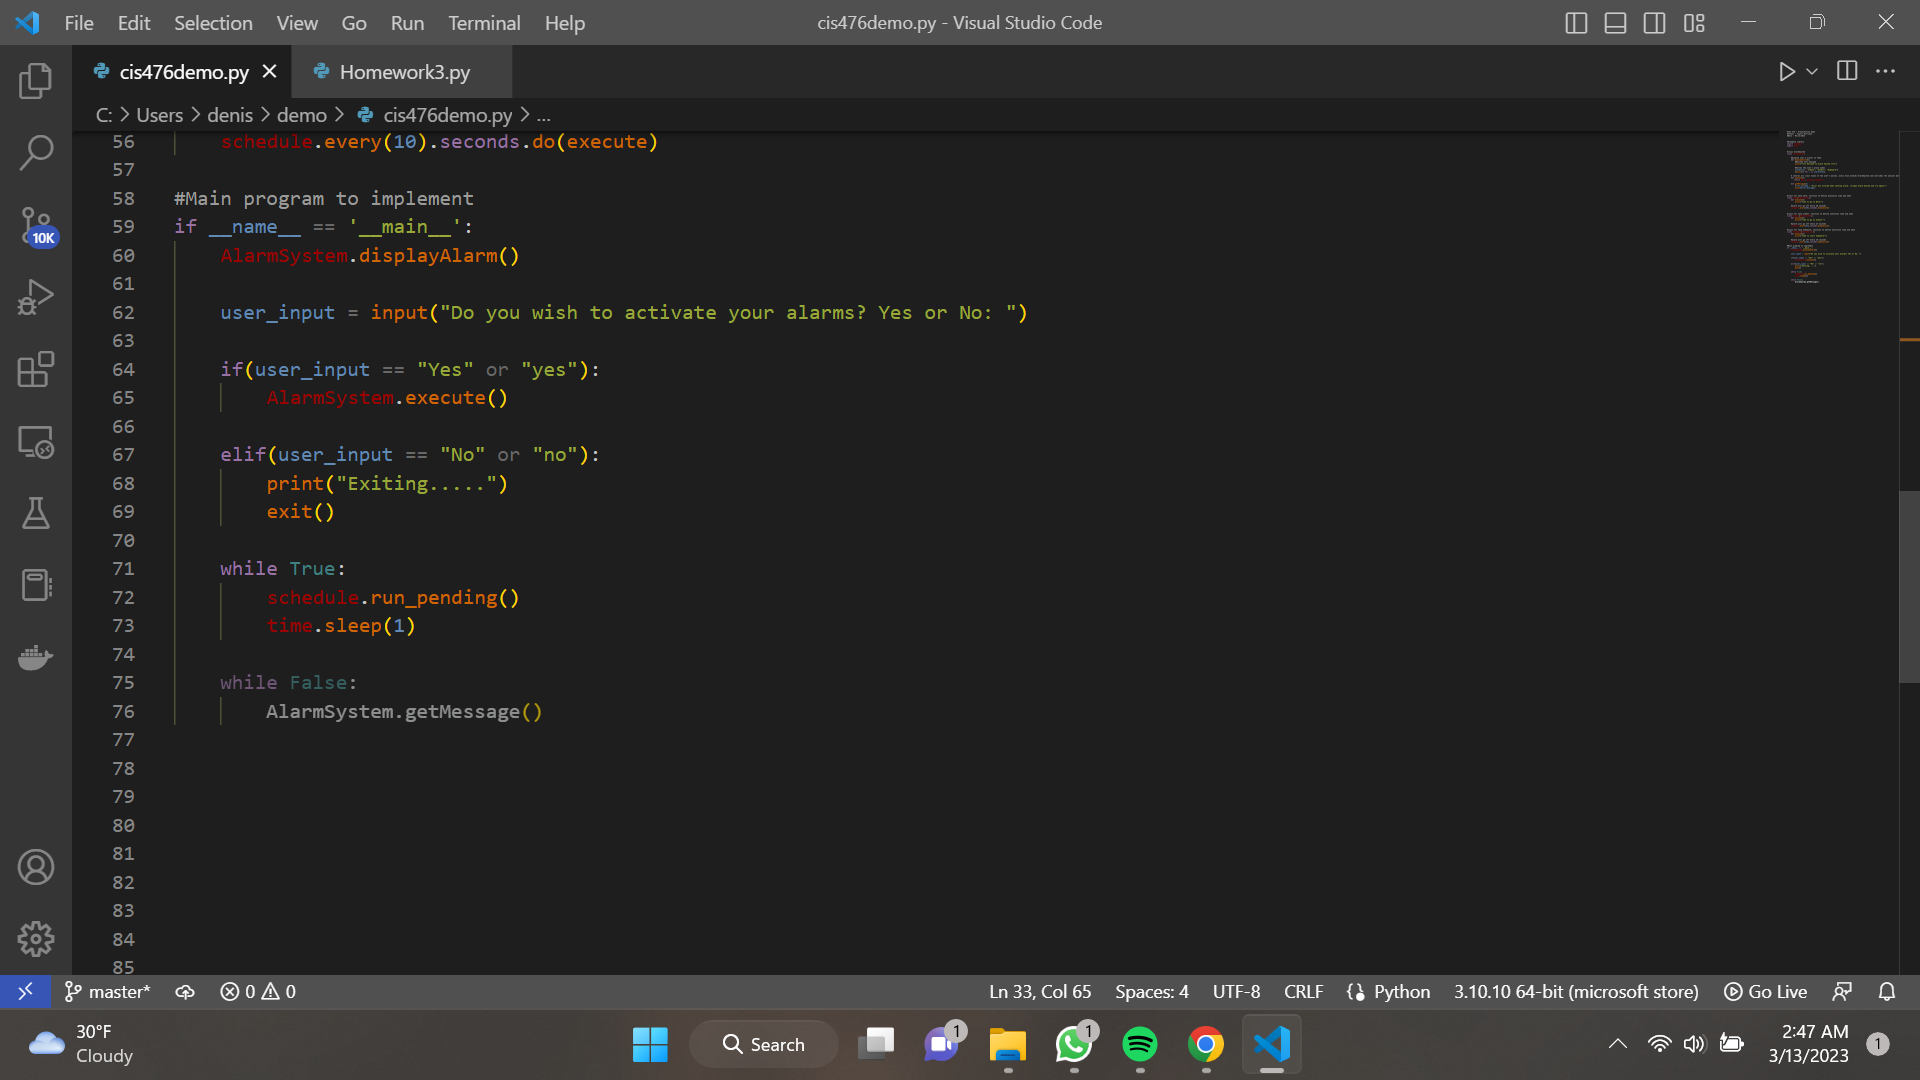 File Edit Selection View Go Run Terminal Help
cis476demo.py - Visual Studio Code
cis476demo.py Homework3.py
C: > Users > denis > demo > cis476demo.py > ...
10K
56 schedule.every(10).seconds.do(execute)
57
58 #Main program to implement
59 if __name__ == '__main__':
60 AlarmSystem.displayAlarm()
61
62 user_input = input("Do you wish to activate your alarms? Yes or No: ")
63
64 if(user_input == "Yes" or "yes"):
65 AlarmSystem.execute()
66
67 elif(user_input == "No" or "no"):
68 print("Exiting.....")
69 exit()
70
71 while True:
72 schedule.run_pending()
73 time.sleep(1)
74
75 while False:
76 AlarmSystem.getMessage()
77
78
79
80
81
82
83
84
85
master* 0 0 Ln 33, Col 65 Spaces: 4 UTF-8 CRLF Python 3.10.10 64-bit (microsoft store) Go Live
30°F
Cloudy
Search
1
1
2:47 AM
3/13/2023
1